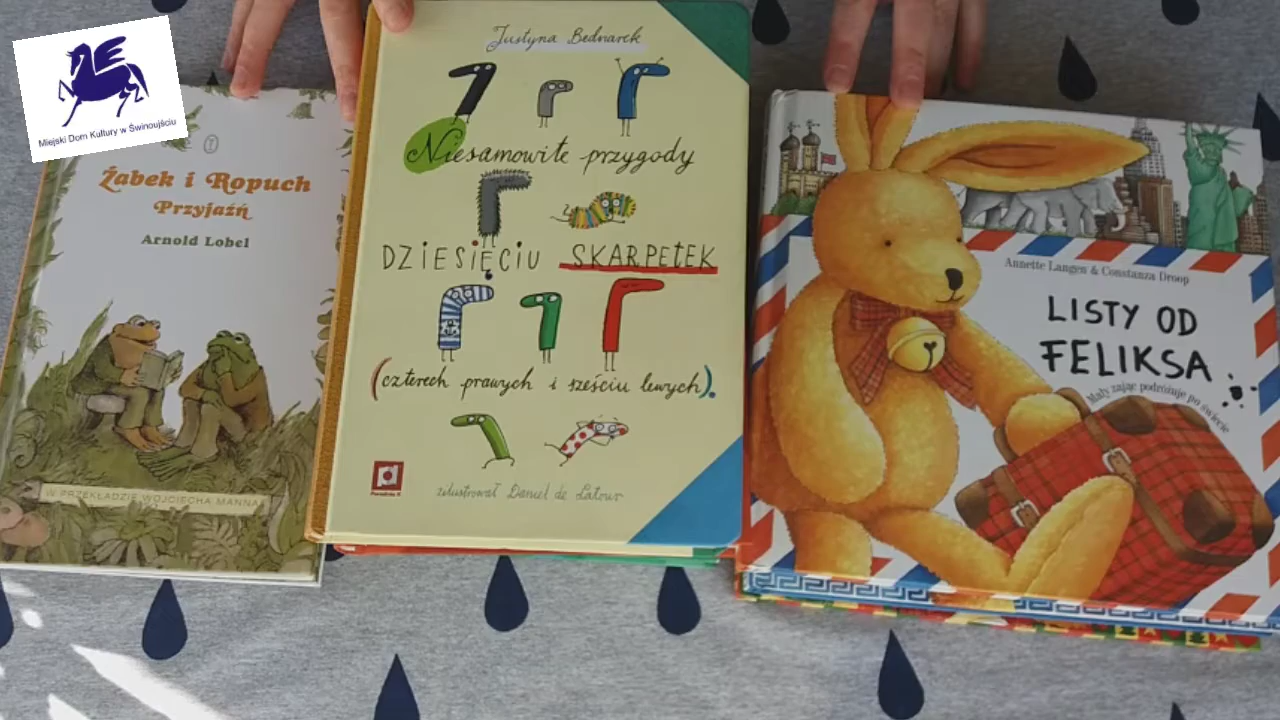 Miejski Dom Kultury w Świnoujściu
Żabek i Ropuch
Przyjaźń
Arnold Lobel
W PRZEKŁADZIE WOJCIECHA MANNA
Justyna Bednarek
Niesamowite przygody
DZIESIĘCIU SKARPETEK
(czterech prawych i sześciu lewych).
zilustrował Daniel de Latour
Annette Langen & Constanza Droop
LISTY OD
FELIKSA
Mały zając podróżuje po świecie